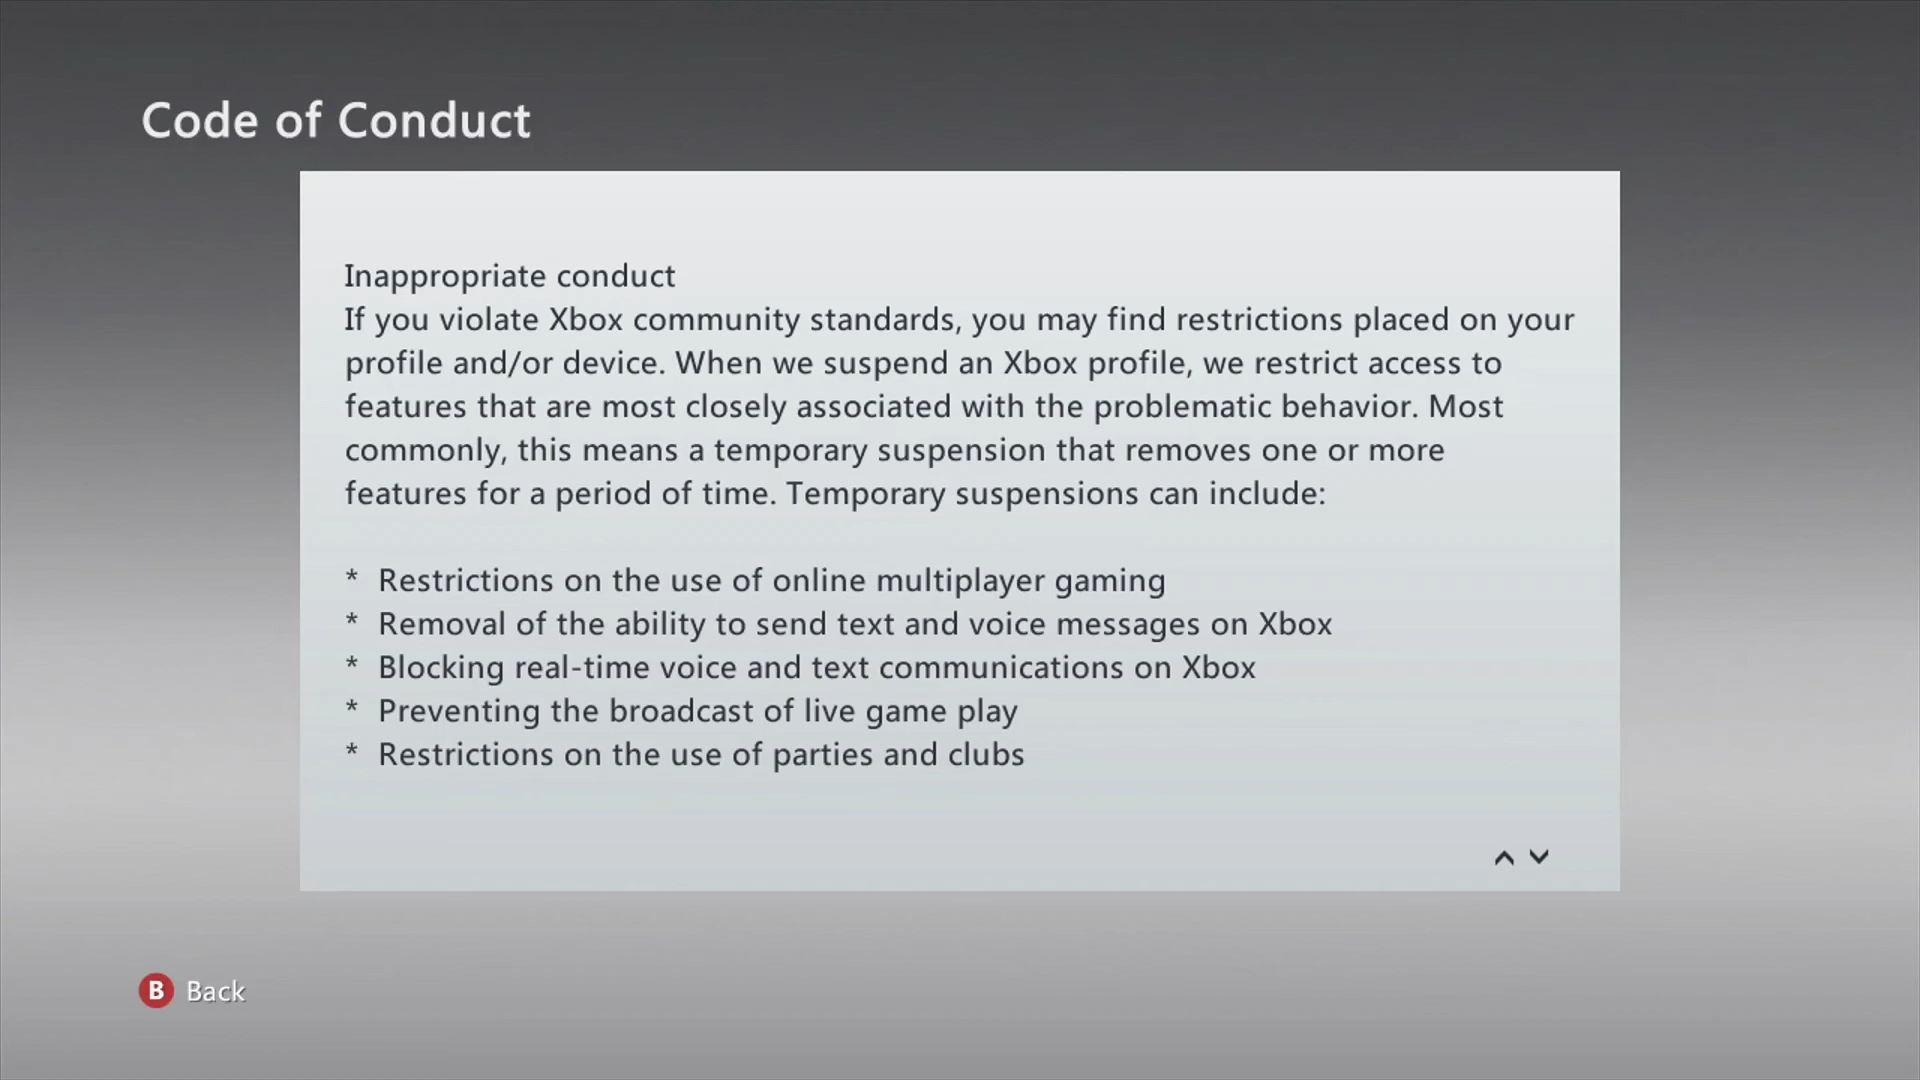 Code of Conduct
Inappropriate conduct
If you violate Xbox community standards, you may find restrictions placed on your
profile and/or device. When we suspend an Xbox profile, we restrict access to
features that are most closely associated with the problematic behavior. Most
commonly, this means a temporary suspension that removes one or more
features for a period of time. Temporary suspensions can include:
* Restrictions on the use of online multiplayer gaming
* Removal of the ability to send text and voice messages on Xbox
* Blocking real-time voice and text communications on Xbox
* Preventing the broadcast of live game play
* Restrictions on the use of parties and clubs
B Back